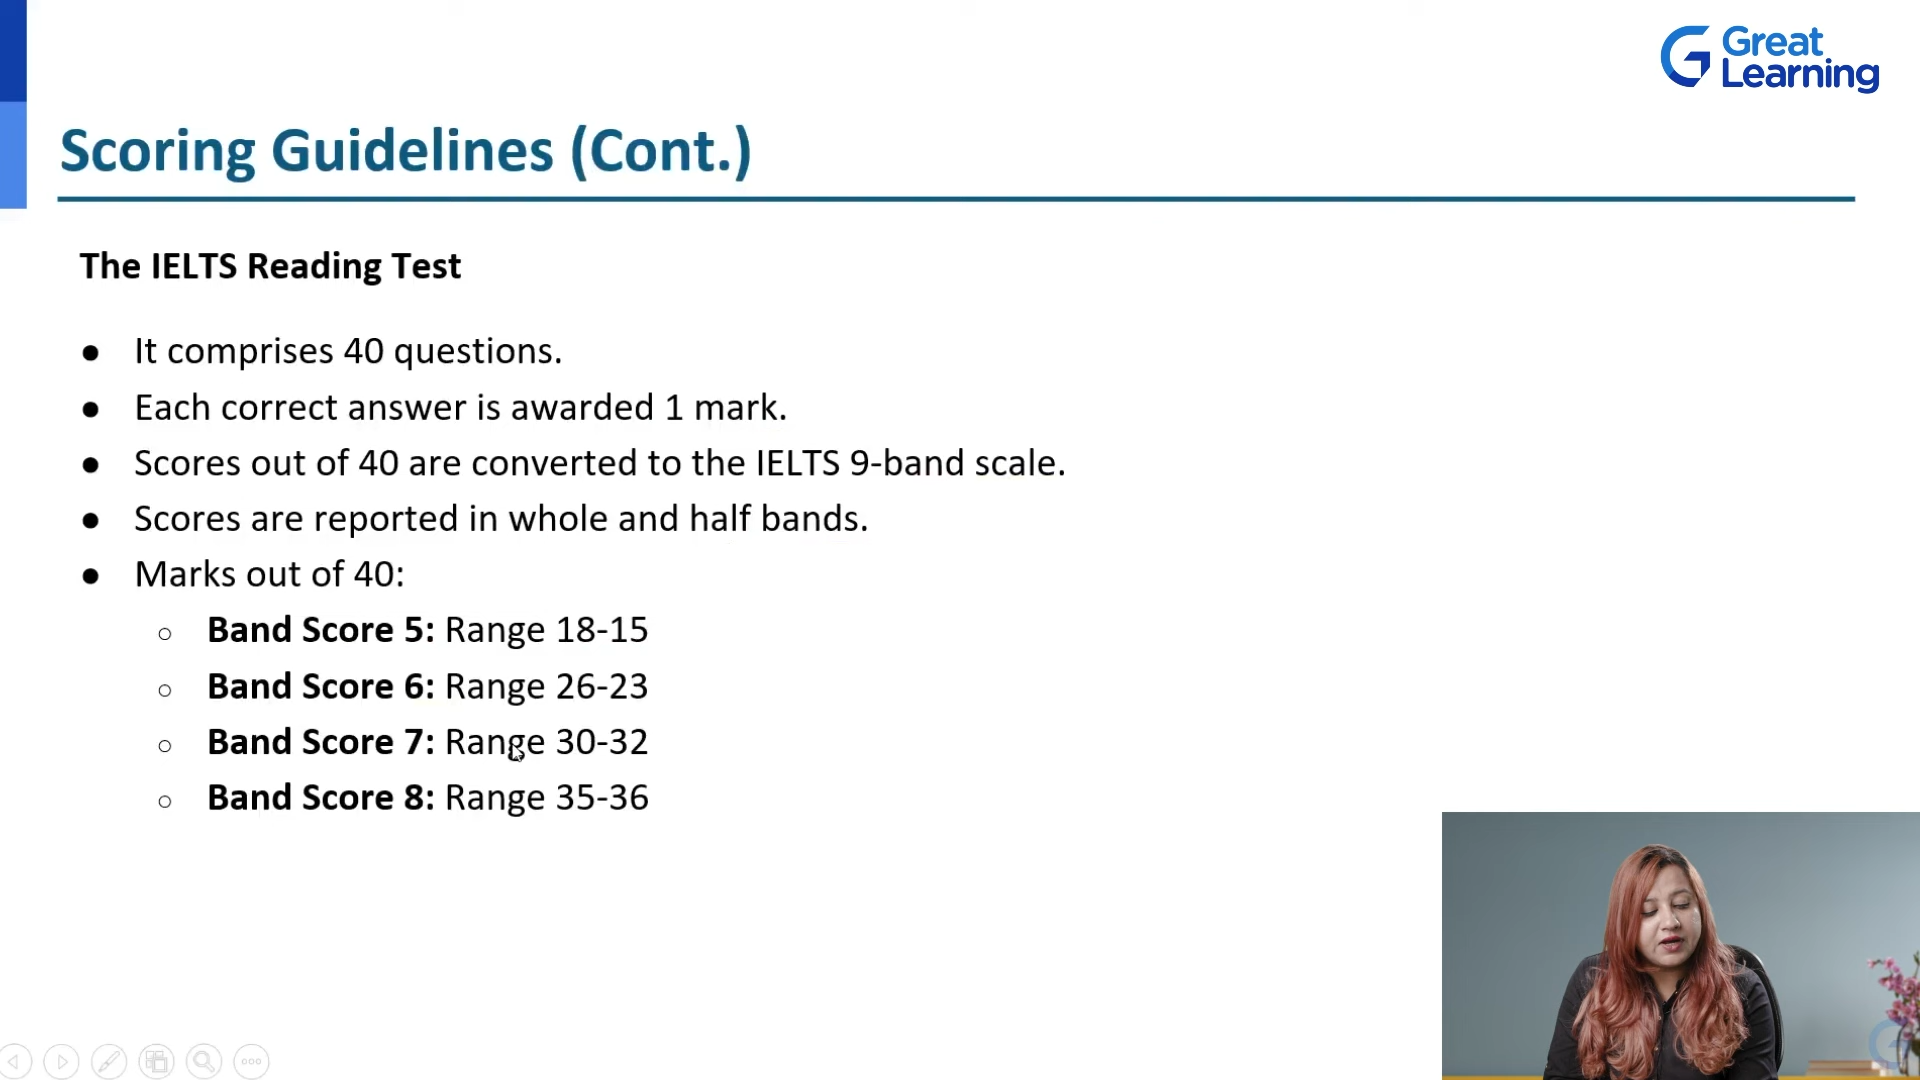 Great
Learning
Scoring Guidelines (Cont.)
The IELTS Reading Test
● It comprises 40 questions.
● Each correct answer is awarded 1 mark.
● Scores out of 40 are converted to the IELTS 9-band scale.
● Scores are reported in whole and half bands.
● Marks out of 40:
○ Band Score 5: Range 18-15
○ Band Score 6: Range 26-23
○ Band Score 7: Range 30-32
○ Band Score 8: Range 35-36